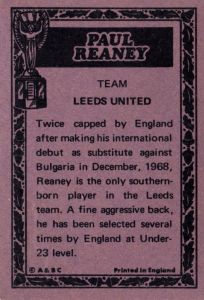 PAUL
REANEY
TEAM
LEEDS UNITED
Twice capped by England
after making his international
debut as substitute against
Bulgaria in December, 1968,
Reaney is the only southern-
born player in the Leeds
team. A fine aggressive back,
he has been selected several
times by England at Under-
23 level.
© A & B C Printed in England